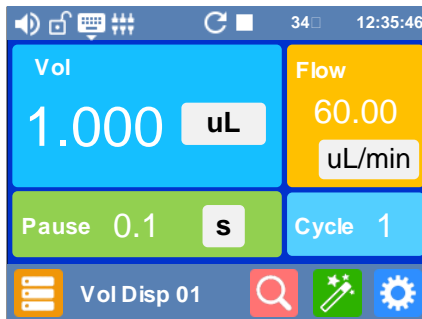 34 12:35:46
Vol
1.000 uL
Flow
60.00
uL/min
Pause 0.1 s
Cycle 1
Vol Disp 01